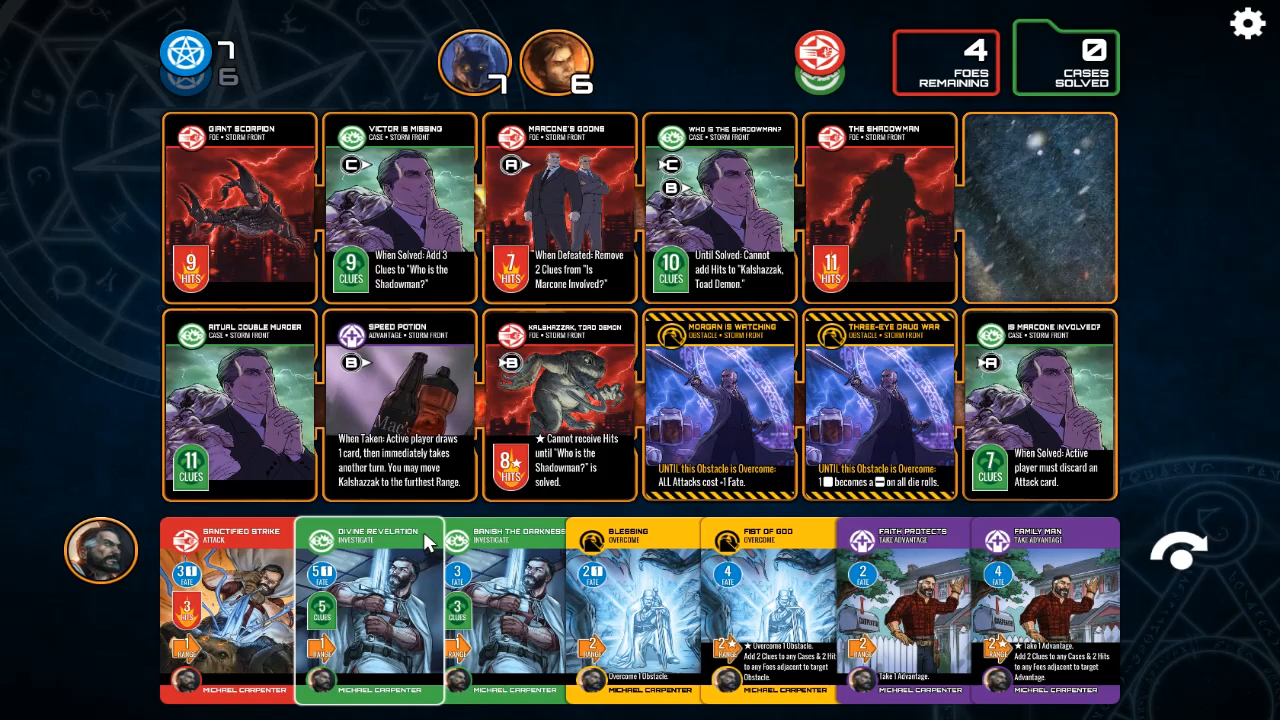 7
6
7
6
4
FOES
REMAINING
0
CASES
SOLVED
GIANT SCORPION
FOE • STORM FRONT
9
HITS
VICTOR IS MISSING
CASE • STORM FRONT
C
9
CLUES
When Solved: Add 3
Clues to "Who is the
Shadowman?"
MARCONE'S GOONS
FOE • STORM FRONT
A
7
HITS
When Defeated: Remove
2 Clues from "Is
Marcone Involved?"
WHO IS THE SHADOWMAN?
CASE • STORM FRONT
C
B
10
CLUES
Until Solved: Cannot
add Hits to "Kalshazzak,
Toad Demon."
THE SHADOWMAN
FOE • STORM FRONT
11
HITS
RITUAL DOUBLE MURDER
CASE • STORM FRONT
11
CLUES
SPEED POTION
ADVANTAGE • STORM FRONT
B
Mac's
When Taken: Active player draws
1 card, then immediately takes
another turn. You may move
Kalshazzak to the furthest Range.
KALSHAZZAK, TOAD DEMON
FOE • STORM FRONT
B
8★
HITS
★ Cannot receive Hits
until "Who is the
Shadowman?" is
solved.
MORGAN IS WATCHING
OBSTACLE • STORM FRONT
UNTIL this Obstacle is Overcome:
ALL Attacks cost +1 Fate.
THREE-EYE DRUG WAR
OBSTACLE • STORM FRONT
UNTIL this Obstacle is Overcome:
1 becomes a on all die rolls.
IS MARCONE INVOLVED?
CASE • STORM FRONT
A
7
CLUES
When Solved: Active
player must discard an
Attack card.
SANCTIFIED STRIKE
ATTACK
3 1
FATE
3
HITS
1
RANGE
MICHAEL CARPENTER
DIVINE REVELATION
INVESTIGATE
5 1
FATE
5
CLUES
1
RANGE
MICHAEL CARPENTER
BANISH THE DARKNESS
INVESTIGATE
3
FATE
3
CLUES
1
RANGE
MICHAEL CARPENTER
BLESSING
OVERCOME
2 1
FATE
2
RANGE
Overcome 1 Obstacle.
MICHAEL CARPENTER
FIST OF GOD
OVERCOME
4
FATE
2★
RANGE
★ Overcome 1 Obstacle.
Add 2 Clues to any Cases & 2 Hit
to any Foes adjacent to target
Obstacle.
MICHAEL CARPENTER
FAITH PROTECTS
TAKE ADVANTAGE
2
FATE
2
RANGE
Take 1 Advantage.
MICHAEL CARPENTER
FAMILY MAN
TAKE ADVANTAGE
4
FATE
2★
RANGE
★ Take 1 Advantage.
Add 2 Clues to any Cases & 2 Hits
to any Foes adjacent to target
Advantage.
MICHAEL CARPENTER